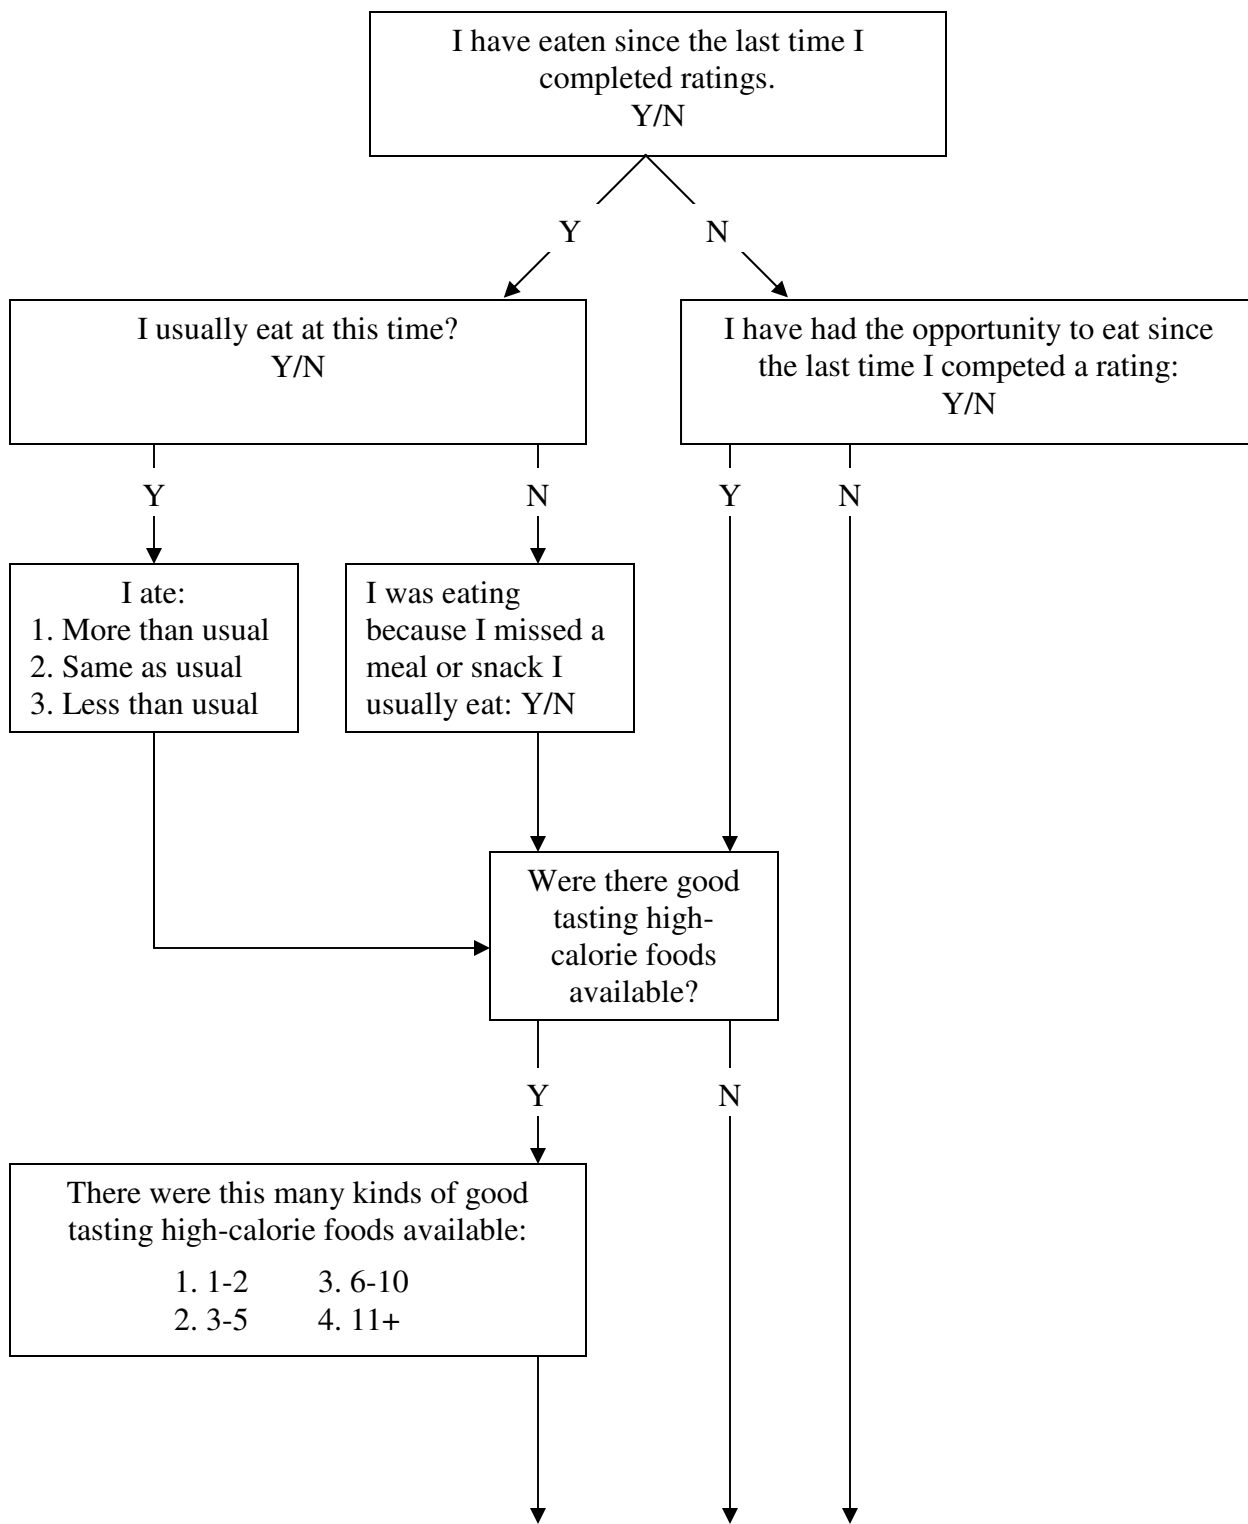 I have eaten since the last time I
completed ratings.
Y/N
Y
N
I usually eat at this time?
Y/N
I have had the opportunity to eat since
the last time I competed a rating:
Y/N
Y
N
Y
N
I ate:
1. More than usual
2. Same as usual
3. Less than usual
I was eating
because I missed a
meal or snack I
usually eat: Y/N
Were there good
tasting high-
calorie foods
available?
Y
N
There were this many kinds of good
tasting high-calorie foods available:
1. 1-2 3. 6-10
2. 3-5 4. 11+